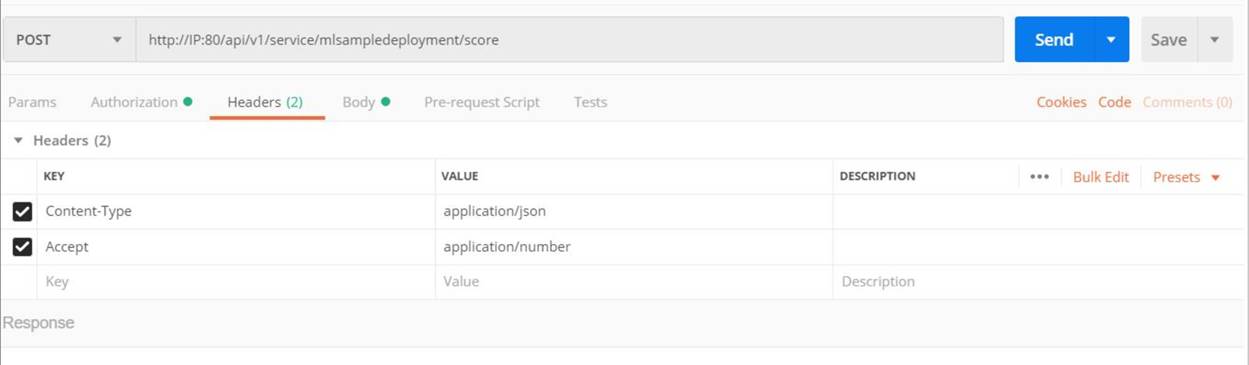 POST http://IP:80/api/v1/service/mlsampledeployment/score Send Save
Params Authorization Headers (2) Body Pre-request Script Tests Cookies Code Comments (0)
Headers (2)
KEY VALUE DESCRIPTION ••• Bulk Edit Presets
Content-Type application/json
Accept application/number
Key Value Description
Response